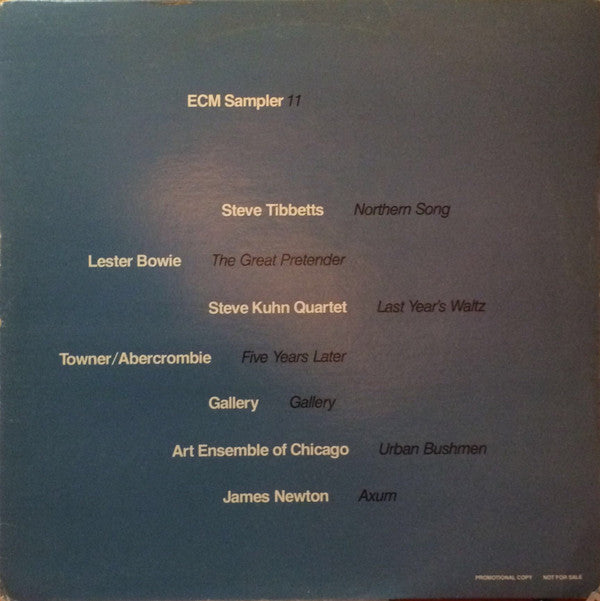 ECM Sampler 11
Steve Tibbetts Northern Song
Lester Bowie The Great Pretender
Steve Kuhn Quartet Last Year's Waltz
Towner/Abercrombie Five Years Later
Gallery Gallery
Art Ensemble of Chicago Urban Bushmen
James Newton Axum
PROMOTIONAL COPY NOT FOR SALE